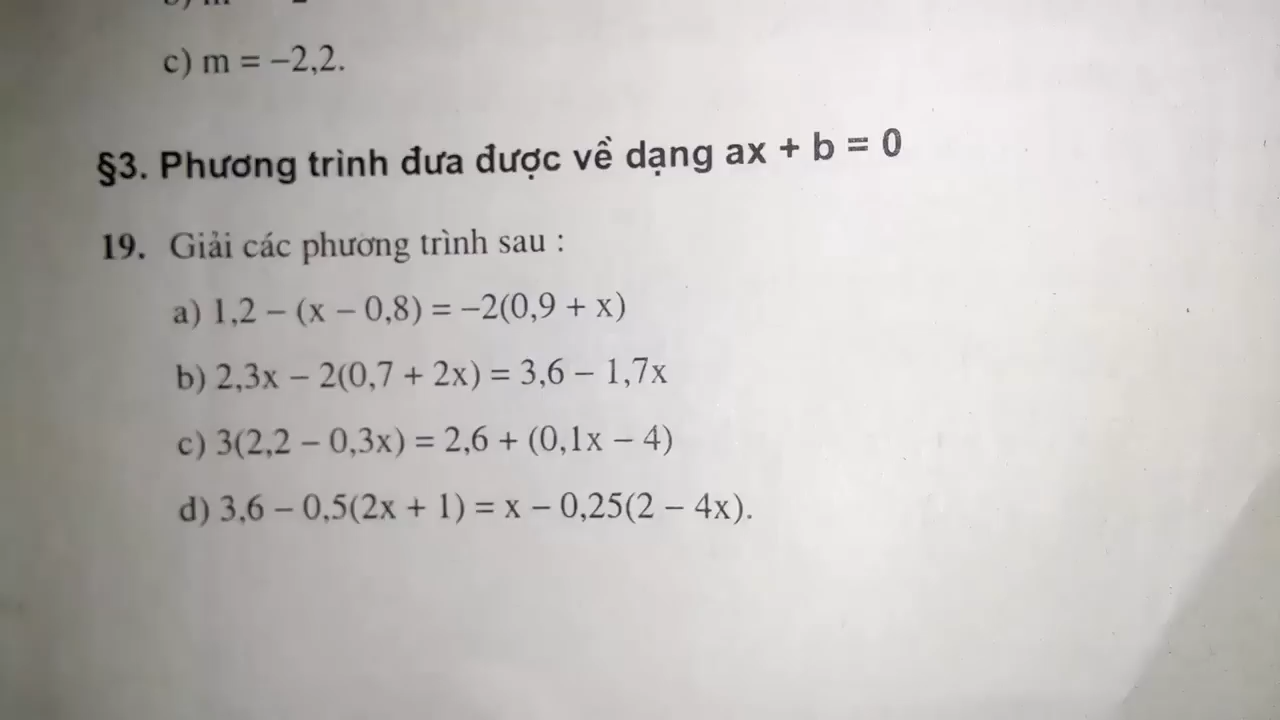 c) m = –2,2.
§3. Phương trình đưa được về dạng ax + b = 0
19. Giải các phương trình sau :
a) 1,2 – (x – 0,8) = –2(0,9 + x)
b) 2,3x – 2(0,7 + 2x) = 3,6 – 1,7x
c) 3(2,2 – 0,3x) = 2,6 + (0,1x – 4)
d) 3,6 – 0,5(2x + 1) = x – 0,25(2 – 4x).